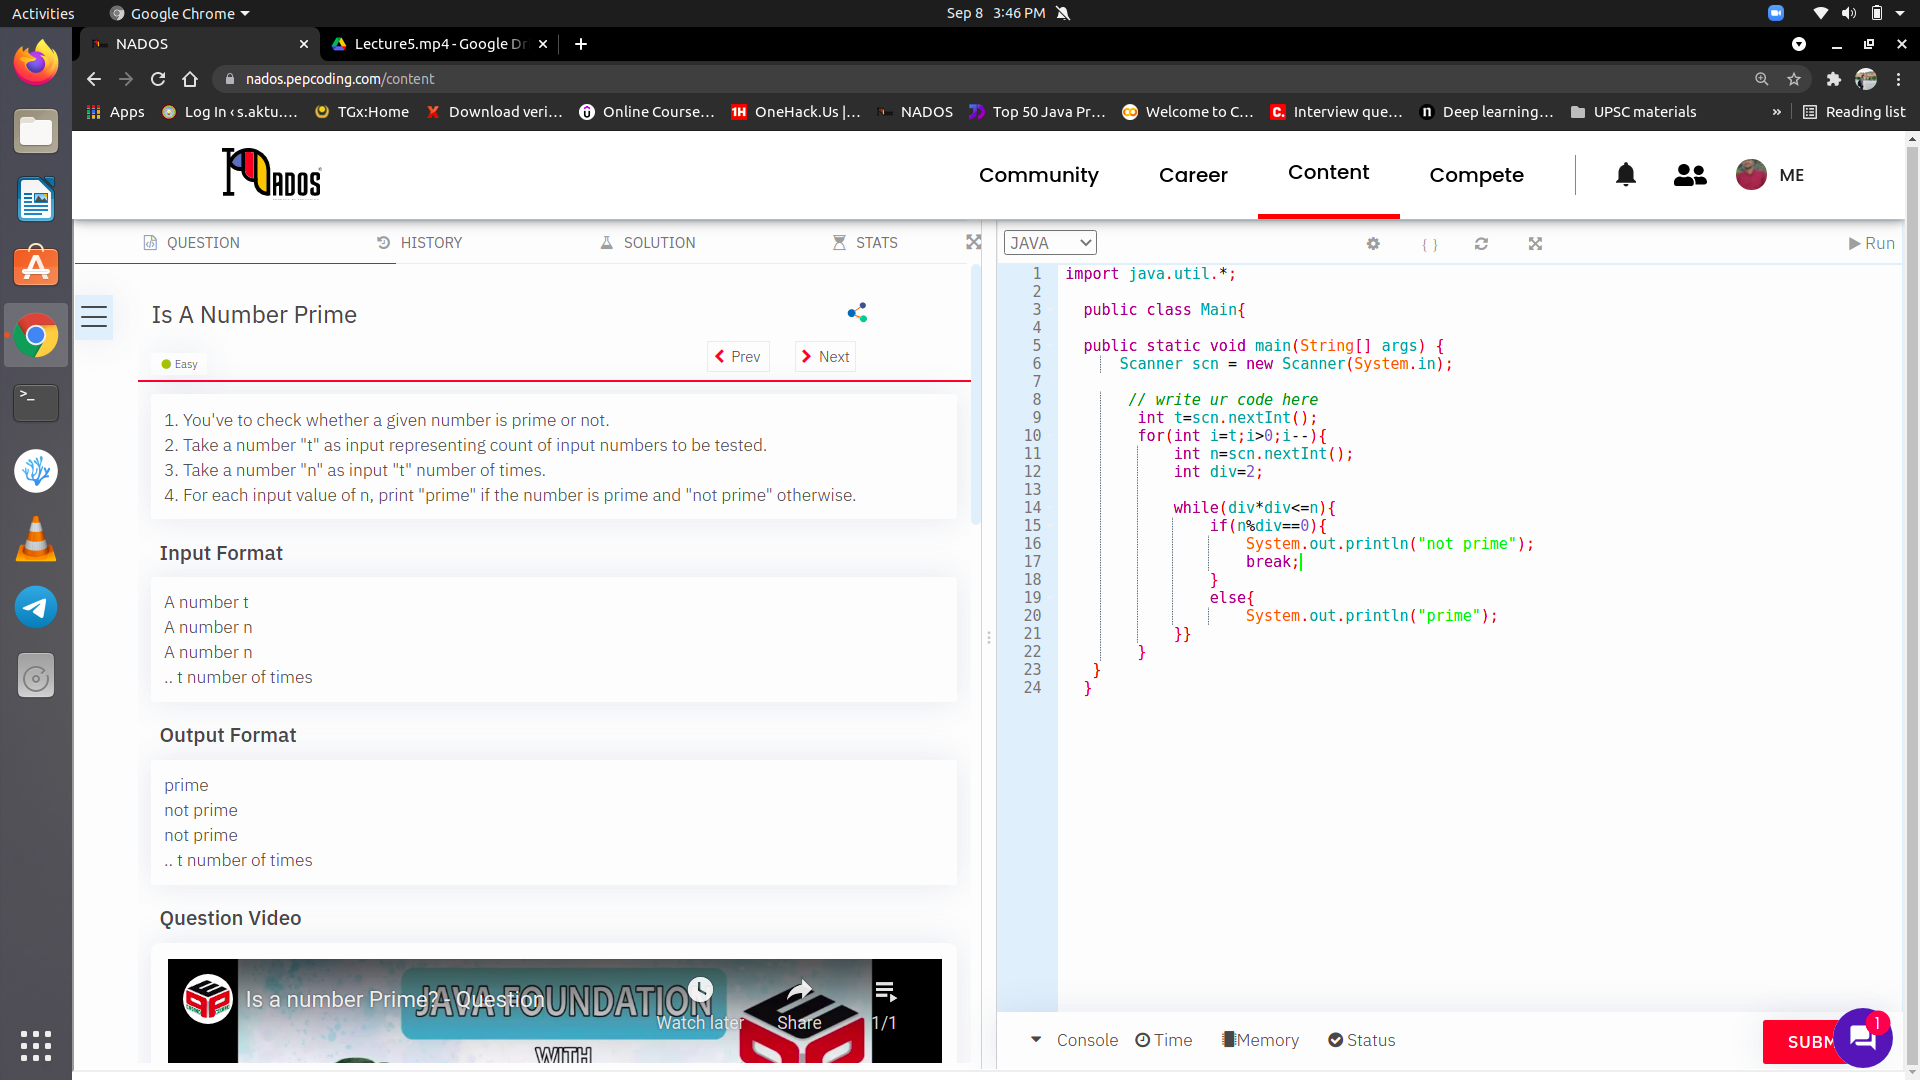 Activities
Google Chrome
Sep 8 3:46 PM
NADOS
Lecture5.mp4 - Google Dr
nados.pepcoding.com/content
Apps
Log In ‹ s.aktu....
TGx:Home
X Download veri...
Online Course...
1H OneHack.Us |...
NADOS
Top 50 Java Pr...
Welcome to C...
C. Interview que...
n Deep learning...
UPSC materials
»
Reading list
NADOS
Community
Career
Content
Compete
ME
QUESTION
HISTORY
SOLUTION
STATS
JAVA
{ }
Run
Is A Number Prime
Easy
Prev
Next
1. You've to check whether a given number is prime or not.
2. Take a number "t" as input representing count of input numbers to be tested.
3. Take a number "n" as input "t" number of times.
4. For each input value of n, print "prime" if the number is prime and "not prime" otherwise.
Input Format
A number t
A number n
A number n
.. t number of times
Output Format
prime
not prime
not prime
.. t number of times
Question Video
Is a number Prime? - Question
JAVA FOUNDATION
WITH
Watch later
Share
1/1
1 import java.util.*;
2
3 public class Main{
4
5 public static void main(String[] args) {
6 Scanner scn = new Scanner(System.in);
7
8 // write ur code here
9 int t=scn.nextInt();
10 for(int i=t;i>0;i--){
11 int n=scn.nextInt();
12 int div=2;
13
14 while(div*div<=n){
15 if(n%div==0){
16 System.out.println("not prime");
17 break;
18 }
19 else{
20 System.out.println("prime");
21 }}
22 }
23 }
24 }
Console
Time
Memory
Status
SUBM
1